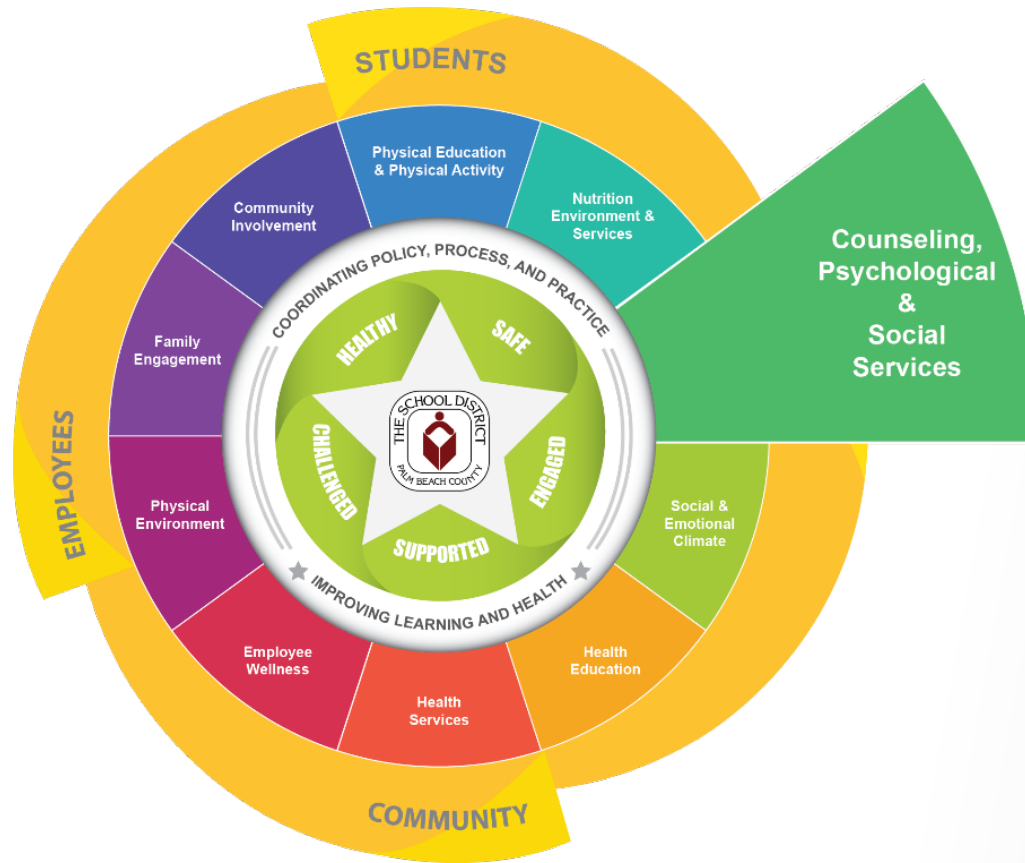 STUDENTS
Physical Education
& Physical Activity
Nutrition
Environment &
Services
Counseling,
Psychological
&
Social
Services
Social &
Emotional
Climate
Health
Education
Health
Services
Employee
Wellness
Physical
Environment
Family
Engagement
Community
Involvement
EMPLOYEES
COMMUNITY
COORDINATING POLICY, PROCESS, AND PRACTICE
IMPROVING LEARNING AND HEALTH
HEALTHY
SAFE
ENGAGED
SUPPORTED
CHALLENGED
THE SCHOOL DISTRICT
PALM BEACH COUNTY